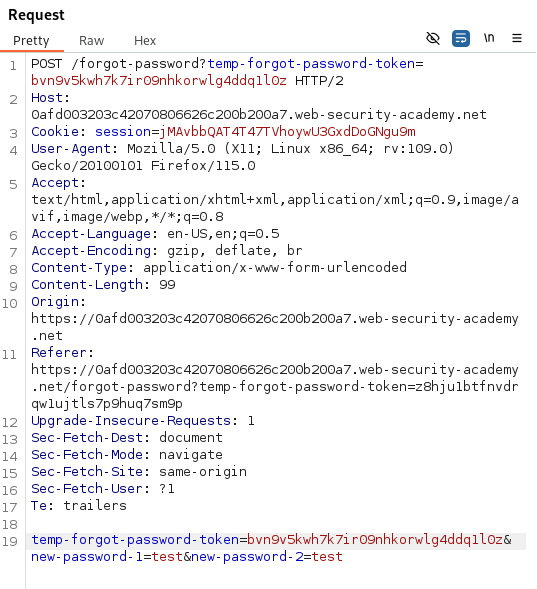 Request
Pretty Raw Hex
\n
1 POST /forgot-password?temp-forgot-password-token=
bvn9v5kwh7k7ir09nhkorwlg4ddq1l0z HTTP/2
2 Host:
0afd003203c42070806626c200b200a7.web-security-academy.net
3 Cookie: session=jMAvbbQAT4T47TVhoywU3GxdDoGNgu9m
4 User-Agent: Mozilla/5.0 (X11; Linux x86_64; rv:109.0)
Gecko/20100101 Firefox/115.0
5 Accept:
text/html,application/xhtml+xml,application/xml;q=0.9,image/a
vif,image/webp,*/*;q=0.8
6 Accept-Language: en-US,en;q=0.5
7 Accept-Encoding: gzip, deflate, br
8 Content-Type: application/x-www-form-urlencoded
9 Content-Length: 99
10 Origin:
https://0afd003203c42070806626c200b200a7.web-security-academy
.net
11 Referer:
https://0afd003203c42070806626c200b200a7.web-security-academy
.net/forgot-password?temp-forgot-password-token=z8hju1btfnvdr
qw1ujtls7p9huq7sm9p
12 Upgrade-Insecure-Requests: 1
13 Sec-Fetch-Dest: document
14 Sec-Fetch-Mode: navigate
15 Sec-Fetch-Site: same-origin
16 Sec-Fetch-User: ?1
17 Te: trailers
18
19 temp-forgot-password-token=bvn9v5kwh7k7ir09nhkorwlg4ddq1l0z&
new-password-1=test&new-password-2=test